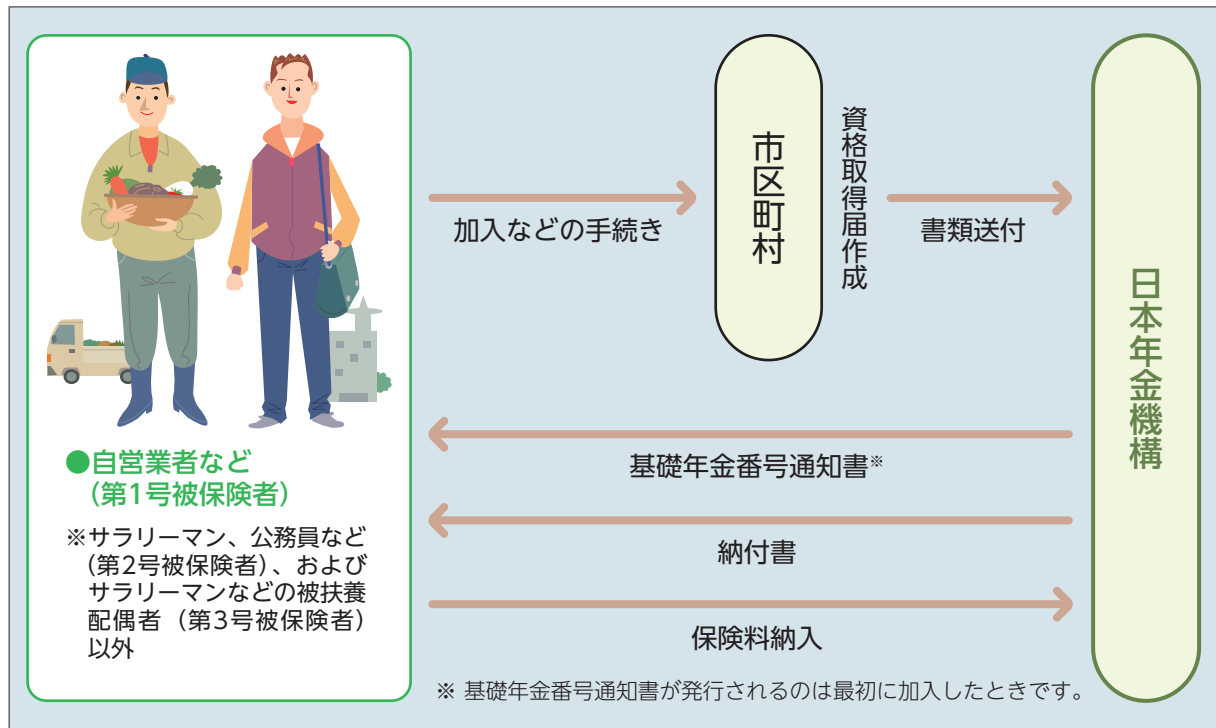 ●自営業者など
(第1号被保険者)
※サラリーマン、公務員など
(第2号被保険者)、および
サラリーマンなどの被扶養
配偶者(第3号被保険者)
以外
加入などの手続き
市区町村
資格取得届作成
書類送付
日本年金機構
基礎年金番号通知書※
納付書
保険料納入
※ 基礎年金番号通知書が発行されるのは最初に加入したときです。